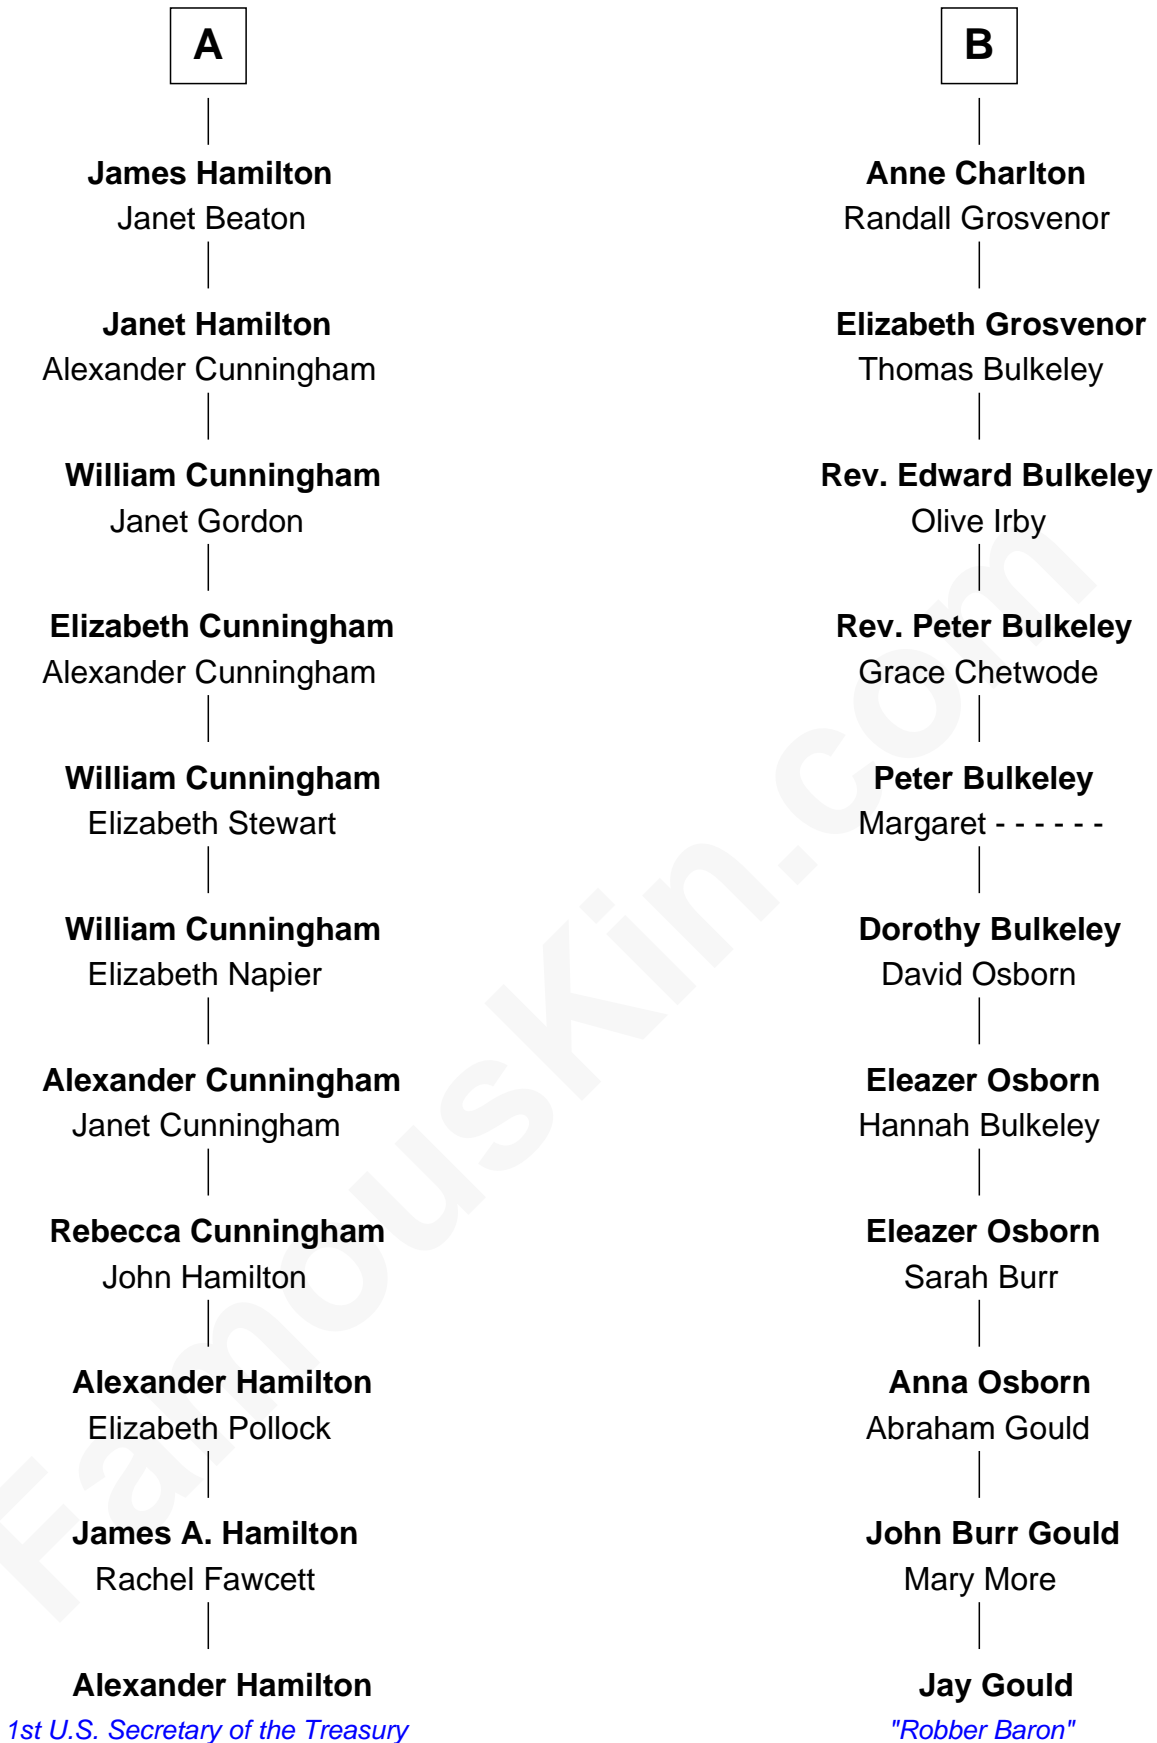 A
James Hamilton
Janet Beaton
Janet Hamilton
Alexander Cunningham
William Cunningham
Janet Gordon
Elizabeth Cunningham
Alexander Cunningham
William Cunningham
Elizabeth Stewart
William Cunningham
Elizabeth Napier
Alexander Cunningham
Janet Cunningham
Rebecca Cunningham
John Hamilton
Alexander Hamilton
Elizabeth Pollock
James A. Hamilton
Rachel Fawcett
Alexander Hamilton
1st U.S. Secretary of the Treasury
B
Anne Charlton
Randall Grosvenor
Elizabeth Grosvenor
Thomas Bulkeley
Rev. Edward Bulkeley
Olive Irby
Rev. Peter Bulkeley
Grace Chetwode
Peter Bulkeley
Margaret - - - - - -
Dorothy Bulkeley
David Osborn
Eleazer Osborn
Hannah Bulkeley
Eleazer Osborn
Sarah Burr
Anna Osborn
Abraham Gould
John Burr Gould
Mary More
Jay Gould
"Robber Baron"
FamousKin.com